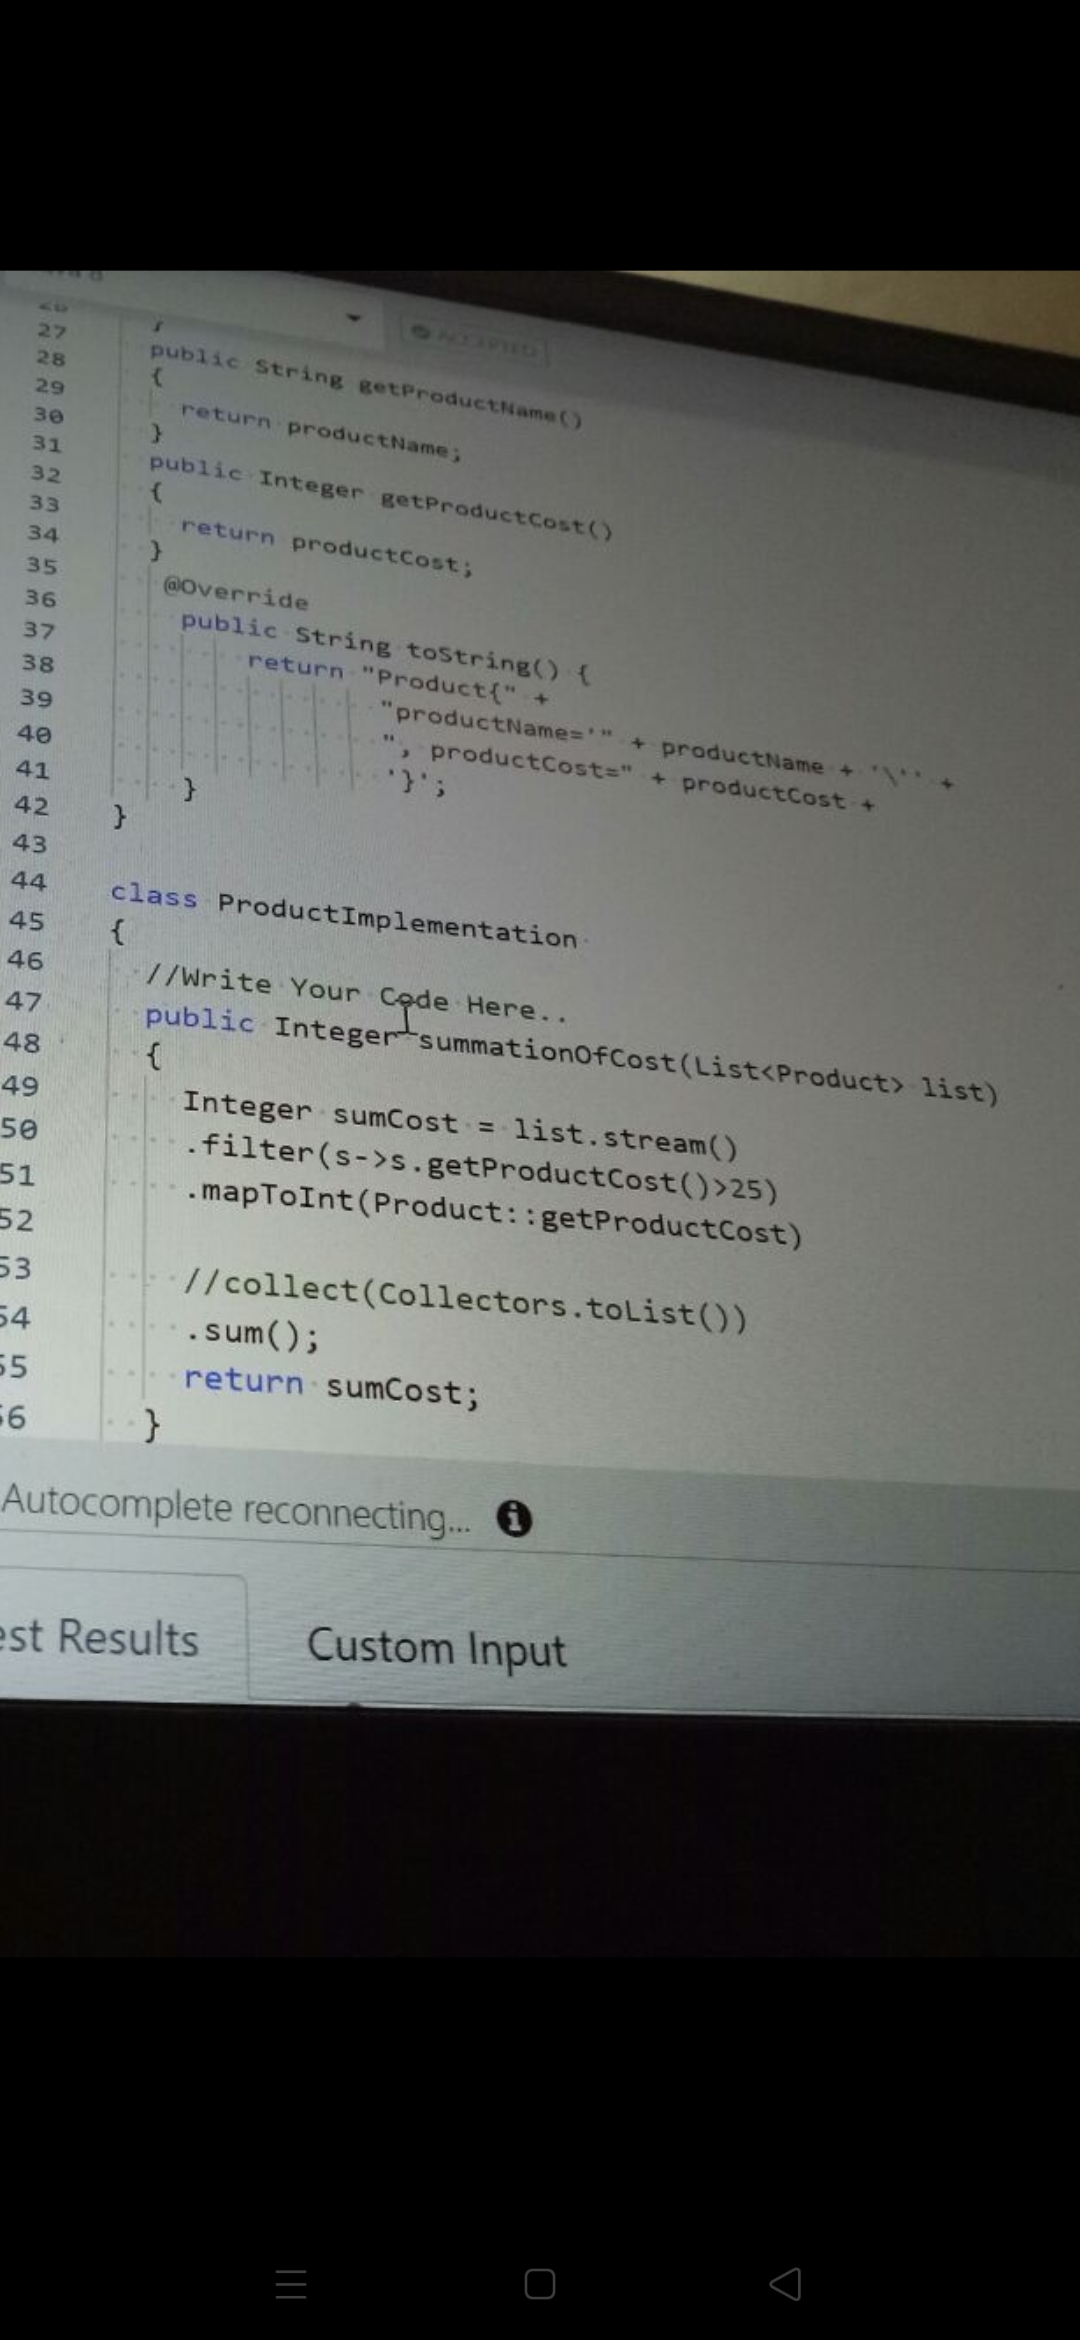 26
27 }
28 public String getProductName()
29 {
30 return productName;
31 }
32 public Integer getProductCost()
33 {
34 return productCost;
35 }
36 @Override
37 public String toString() {
38 return "Product{" +
39 "productName='" + productName + '\'' +
40 ", productCost=" + productCost +
41 '}';
42 }
43 }
44
45 class ProductImplementation
46 {
47 //Write Your Code Here..
48 public Integer summationOfCost(List<Product> list)
49 {
50 Integer sumCost = list.stream()
51 .filter(s->s.getProductCost()>25)
52 .mapToInt(Product::getProductCost)
53
54 //collect(Collectors.toList())
55 .sum();
56 return sumCost;
}
Autocomplete reconnecting...
est Results
Custom Input